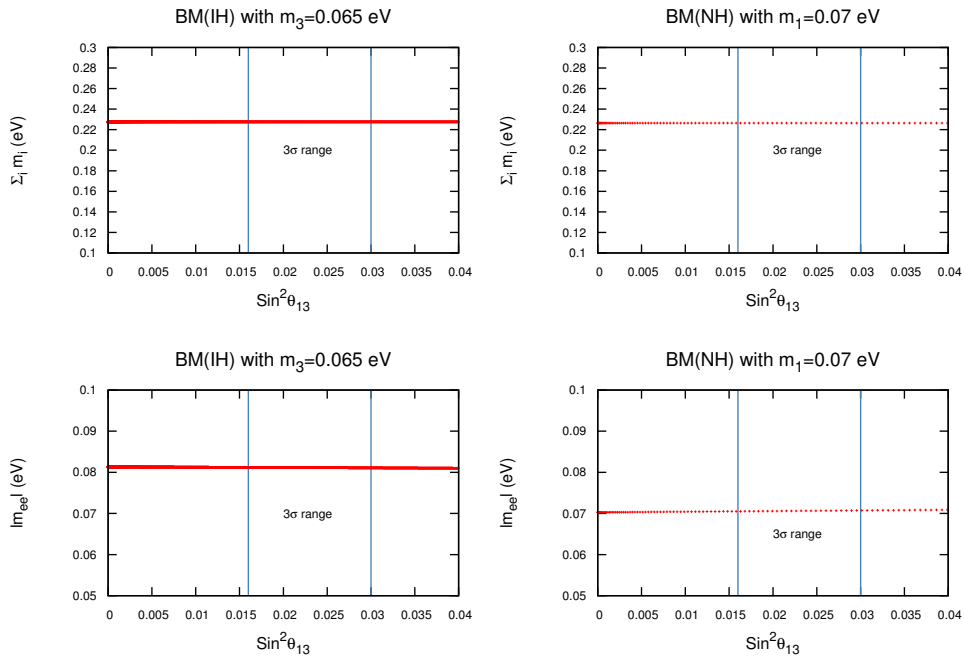 BM(IH) with m₃=0.065 eV
Σᵢ mᵢ (eV)
0.3
0.28
0.26
0.24
0.22
0.2
0.18
0.16
0.14
0.12
0.1
3σ range
0 0.005 0.01 0.015 0.02 0.025 0.03 0.035 0.04
Sin²θ₁₃
BM(NH) with m₁=0.07 eV
Σᵢ mᵢ (eV)
0.3
0.28
0.26
0.24
0.22
0.2
0.18
0.16
0.14
0.12
0.1
3σ range
0 0.005 0.01 0.015 0.02 0.025 0.03 0.035 0.04
Sin²θ₁₃
BM(IH) with m₃=0.065 eV
|mₑₑ| (eV)
0.1
0.09
0.08
0.07
0.06
0.05
3σ range
0 0.005 0.01 0.015 0.02 0.025 0.03 0.035 0.04
Sin²θ₁₃
BM(NH) with m₁=0.07 eV
|mₑₑ| (eV)
0.1
0.09
0.08
0.07
0.06
0.05
3σ range
0 0.005 0.01 0.015 0.02 0.025 0.03 0.035 0.04
Sin²θ₁₃